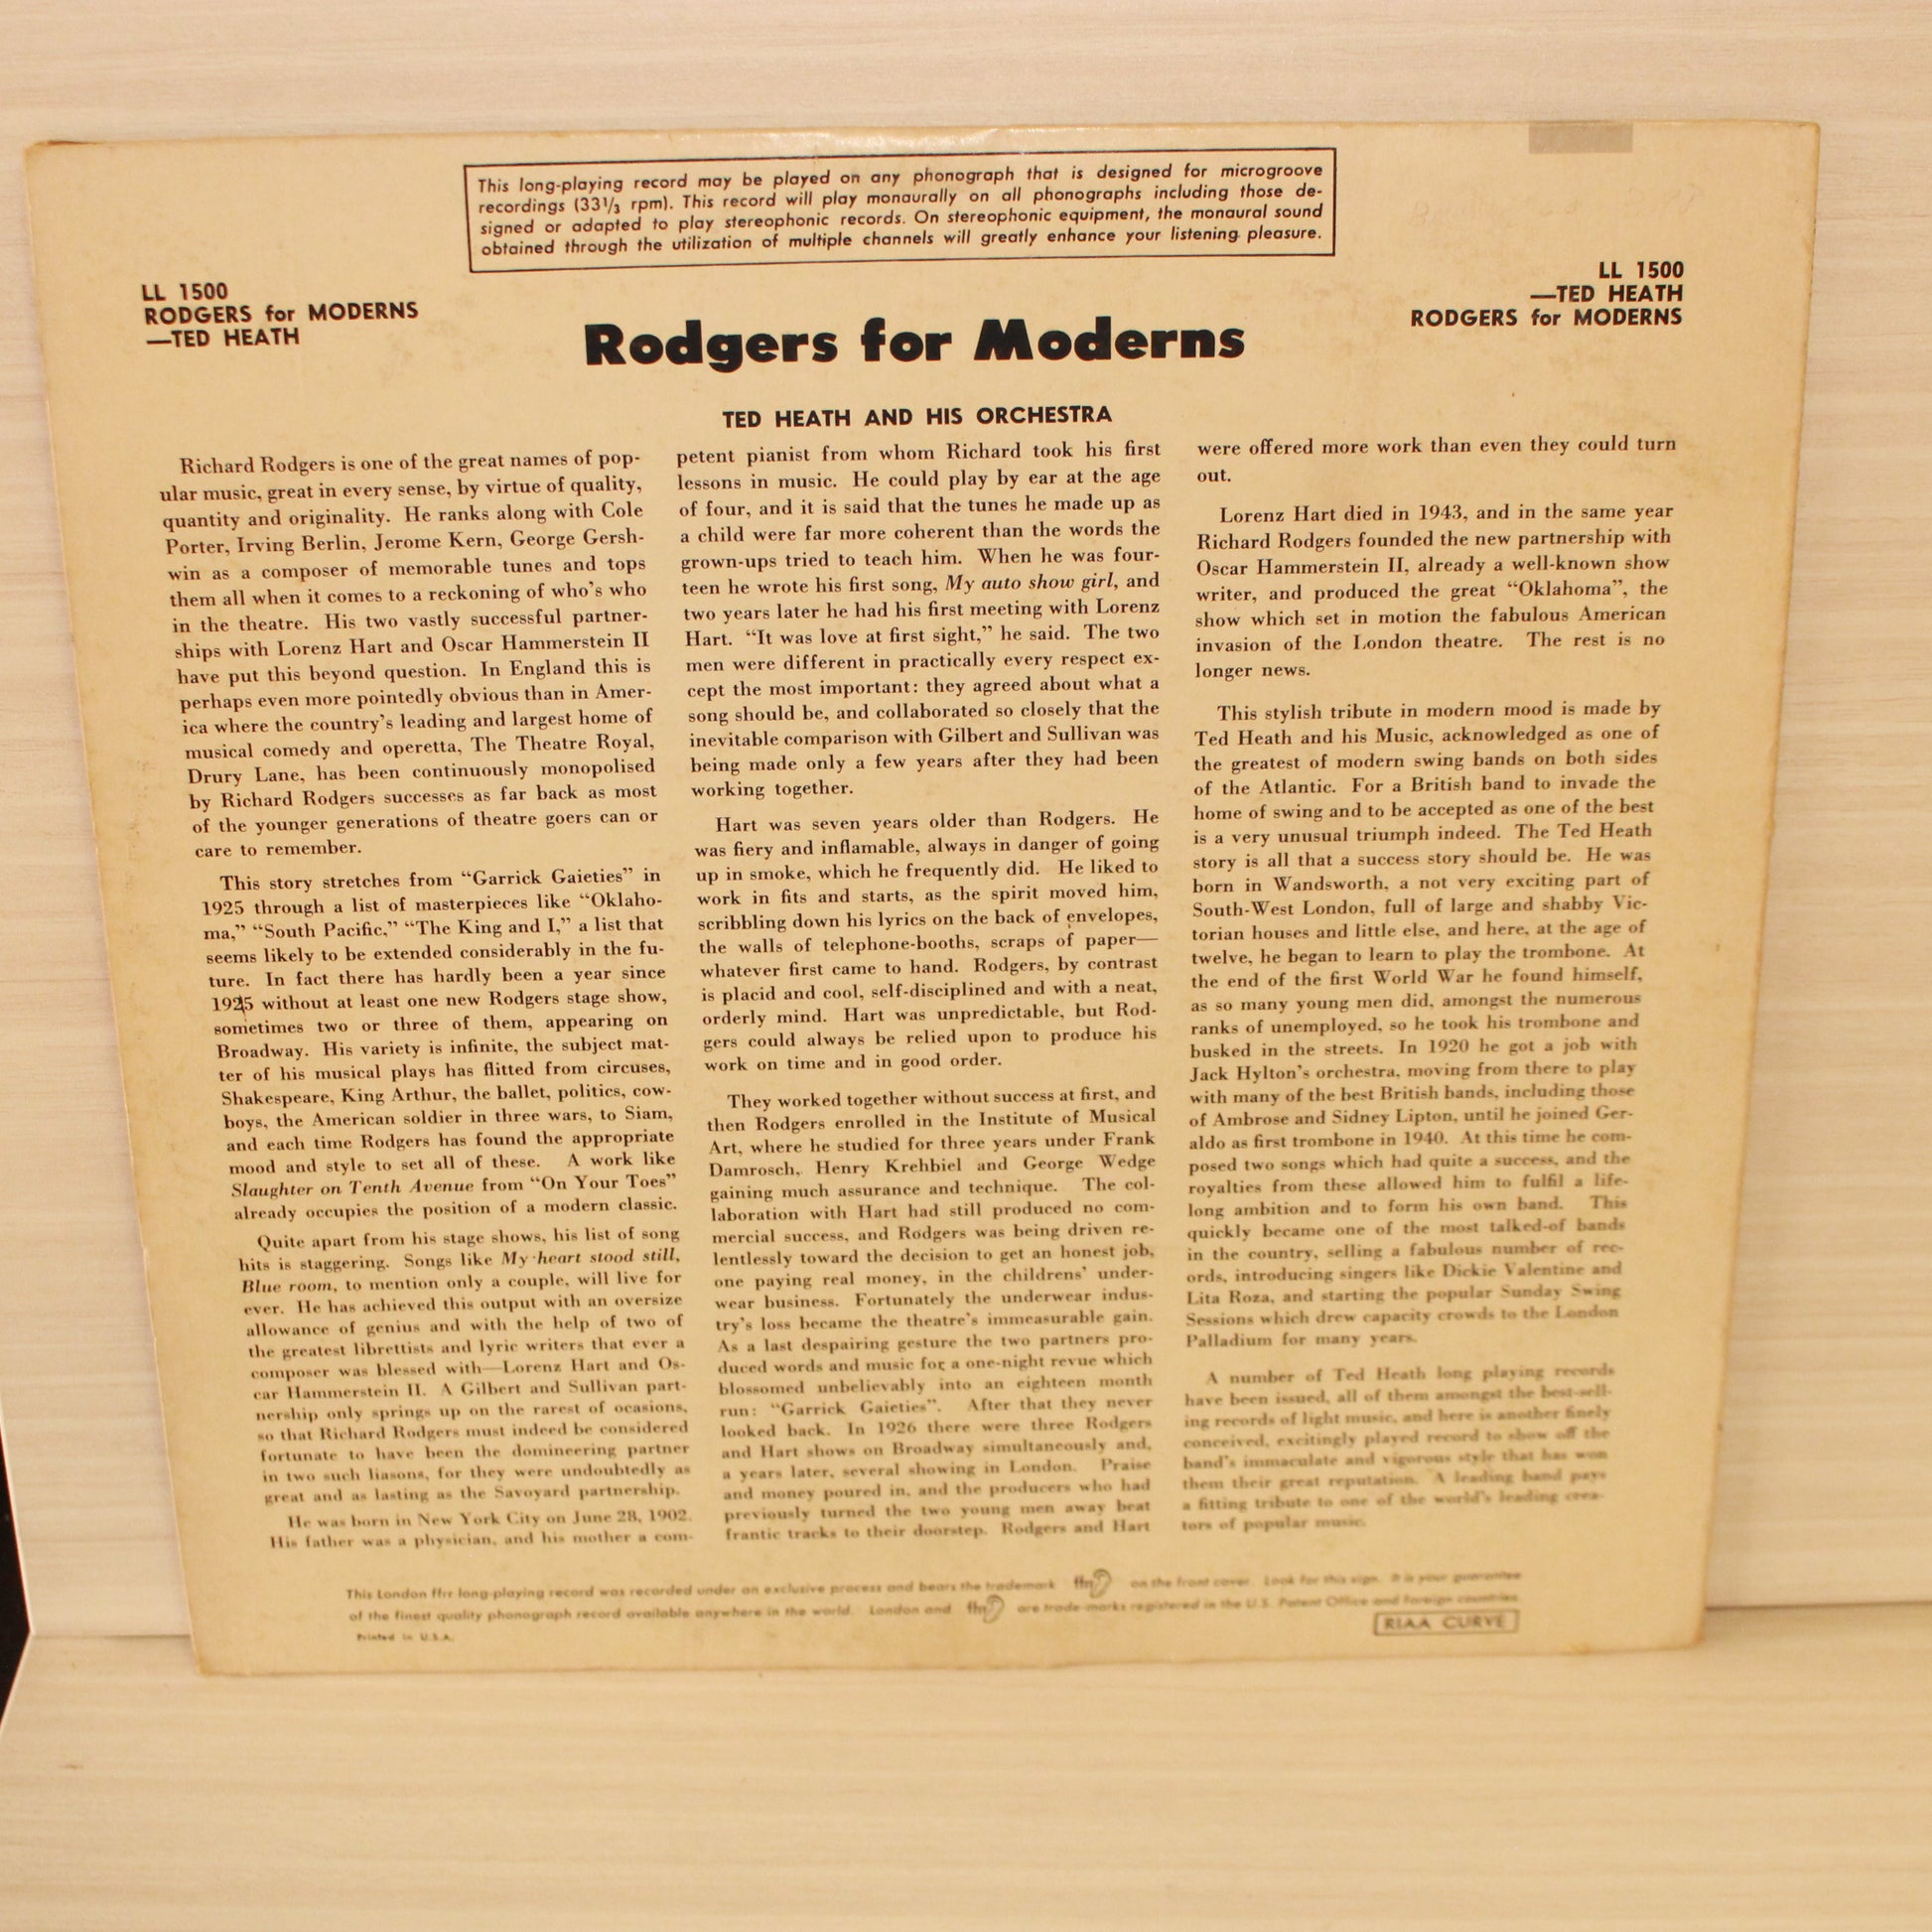 This long-playing record may be played on any phonograph that is designed for microgroove
recordings (33⅓ rpm). This record will play monaurally on all phonographs including those de-
signed or adapted to play stereophonic records. On stereophonic equipment, the monaural sound
obtained through the utilization of multiple channels will greatly enhance your listening pleasure.
LL 1500
RODGERS for MODERNS
—TED HEATH
LL 1500
—TED HEATH
RODGERS for MODERNS
Rodgers for Moderns
TED HEATH AND HIS ORCHESTRA
Richard Rodgers is one of the great names of pop-
ular music, great in every sense, by virtue of quality,
quantity and originality. He ranks along with Cole
Porter, Irving Berlin, Jerome Kern, George Gersh-
win as a composer of memorable tunes and tops
them all when it comes to a reckoning of who's who
in the theatre. His two vastly successful partner-
ships with Lorenz Hart and Oscar Hammerstein II
have put this beyond question. In England this is
perhaps even more pointedly obvious than in Amer-
ica where the country's leading and largest home of
musical comedy and operetta, The Theatre Royal,
Drury Lane, has been continuously monopolised
by Richard Rodgers successes as far back as most
of the younger generations of theatre goers can or
care to remember.
This story stretches from "Garrick Gaieties" in
1925 through a list of masterpieces like "Oklaho-
ma," "South Pacific," "The King and I," a list that
seems likely to be extended considerably in the fu-
ture. In fact there has hardly been a year since
1925 without at least one new Rodgers stage show,
sometimes two or three of them, appearing on
Broadway. His variety is infinite, the subject mat-
ter of his musical plays has flitted from circuses,
Shakespeare, King Arthur, the ballet, politics, cow-
boys, the American soldier in three wars, to Siam,
and each time Rodgers has found the appropriate
mood and style to set all of these. A work like
Slaughter on Tenth Avenue from "On Your Toes"
already occupies the position of a modern classic.
Quite apart from his stage shows, his list of song
hits is staggering. Songs like My heart stood still,
Blue room, to mention only a couple, will live for
ever. He has achieved this output with an oversize
allowance of genius and with the help of two of
the greatest librettists and lyric writers that ever a
composer was blessed with—Lorenz Hart and Os-
car Hammerstein II. A Gilbert and Sullivan part-
nership only springs up on the rarest of ocasions,
so that Richard Rodgers must indeed be considered
fortunate to have been the domineering partner
in two such liasons, for they were undoubtedly as
great and as lasting as the Savoyard partnership.
He was born in New York City on June 28, 1902.
His father was a physician, and his mother a com-
petent pianist from whom Richard took his first
lessons in music. He could play by ear at the age
of four, and it is said that the tunes he made up as
a child were far more coherent than the words the
grown-ups tried to teach him. When he was four-
teen he wrote his first song, My auto show girl, and
two years later he had his first meeting with Lorenz
Hart. "It was love at first sight," he said. The two
men were different in practically every respect ex-
cept the most important: they agreed about what a
song should be, and collaborated so closely that the
inevitable comparison with Gilbert and Sullivan was
being made only a few years after they had been
working together.
Hart was seven years older than Rodgers. He
was fiery and inflamable, always in danger of going
up in smoke, which he frequently did. He liked to
work in fits and starts, as the spirit moved him,
scribbling down his lyrics on the back of envelopes,
the walls of telephone-booths, scraps of paper—
whatever first came to hand. Rodgers, by contrast
is placid and cool, self-disciplined and with a neat,
orderly mind. Hart was unpredictable, but Rod-
gers could always be relied upon to produce his
work on time and in good order.
They worked together without success at first, and
then Rodgers enrolled in the Institute of Musical
Art, where he studied for three years under Frank
Damrosch, Henry Krehbiel and George Wedge
gaining much assurance and technique. The col-
laboration with Hart had still produced no com-
mercial success, and Rodgers was being driven re-
lentlessly toward the decision to get an honest job,
one paying real money, in the childrens' under-
wear business. Fortunately the underwear indus-
try's loss became the theatre's immeasurable gain.
As a last despairing gesture the two partners pro-
duced words and music for a one-night revue which
blossomed unbelievably into an eighteen month
run: "Garrick Gaieties". After that they never
looked back. In 1926 there were three Rodgers
and Hart shows on Broadway simultaneously and,
a years later, several showing in London. Praise
and money poured in, and the producers who had
previously turned the two young men away beat
frantic tracks to their doorstep. Rodgers and Hart
were offered more work than even they could turn
out.
Lorenz Hart died in 1943, and in the same year
Richard Rodgers founded the new partnership with
Oscar Hammerstein II, already a well-known show
writer, and produced the great "Oklahoma", the
show which set in motion the fabulous American
invasion of the London theatre. The rest is no
longer news.
This stylish tribute in modern mood is made by
Ted Heath and his Music, acknowledged as one of
the greatest of modern swing bands on both sides
of the Atlantic. For a British band to invade the
home of swing and to be accepted as one of the best
is a very unusual triumph indeed. The Ted Heath
story is all that a success story should be. He was
born in Wandsworth, a not very exciting part of
South-West London, full of large and shabby Vic-
torian houses and little else, and here, at the age of
twelve, he began to learn to play the trombone. At
the end of the first World War he found himself,
as so many young men did, amongst the numerous
ranks of unemployed, so he took his trombone and
busked in the streets. In 1920 he got a job with
Jack Hylton's orchestra, moving from there to play
with many of the best British bands, including those
of Ambrose and Sidney Lipton, until he joined Ger-
aldo as first trombone in 1940. At this time he com-
posed two songs which had quite a success, and the
royalties from these allowed him to fulfil a life-
long ambition and to form his own band. This
quickly became one of the most talked-of bands
in the country, selling a fabulous number of rec-
ords, introducing singers like Dickie Valentine and
Lita Roza, and starting the popular Sunday Swing
Sessions which drew capacity crowds to the London
Palladium for many years.
A number of Ted Heath long playing records
have been issued, all of them amongst the best-sell-
ing records of light music, and here is another finely
conceived, excitingly played record to show off the
band's immaculate and vigorous style that has won
them their great reputation. A leading band pays
a fitting tribute to one of the world's leading crea-
tors of popular music.
This London ffrr long-playing record was recorded under an exclusive process and bears the trademark ffrr on the front cover. Look for this sign. It is your guarantee
of the finest quality phonograph record available anywhere in the world. London and ffrr are trade-marks registered in the U.S. Patent Office and foreign countries.
Printed in U.S.A.
RIAA CURVE